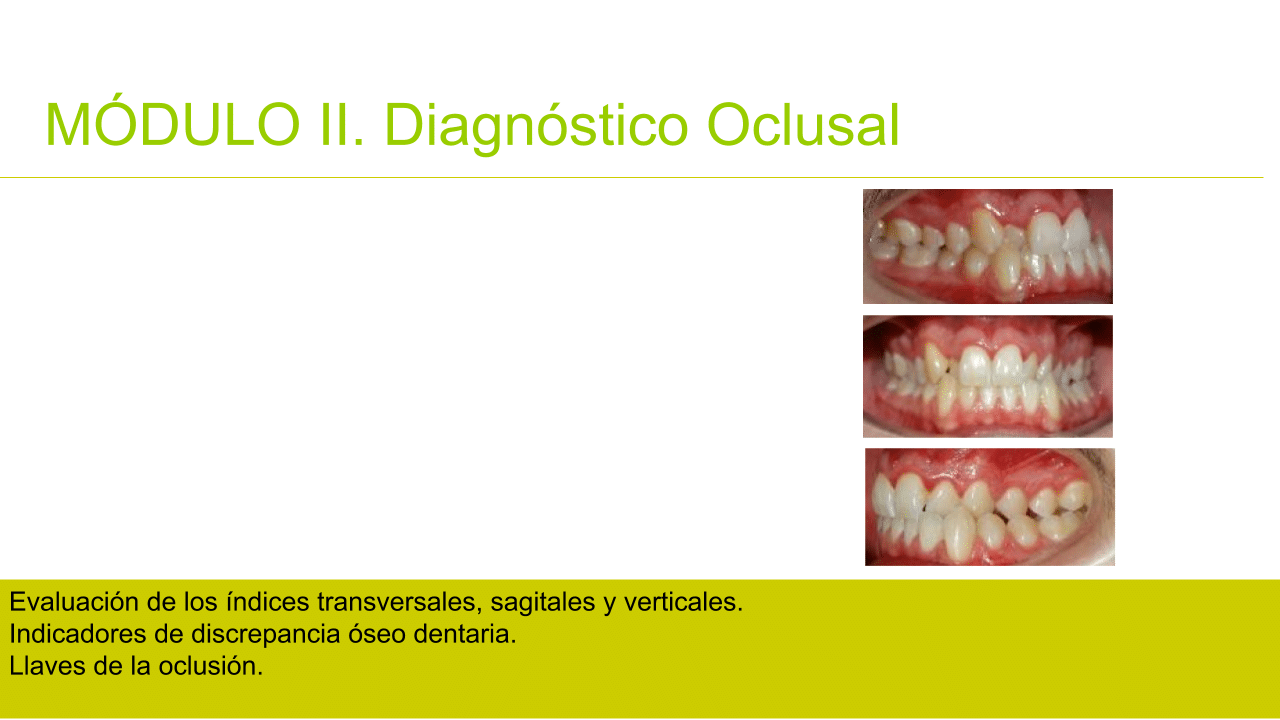 MÓDULO II. Diagnóstico Oclusal
Evaluación de los índices transversales, sagitales y verticales.
Indicadores de discrepancia óseo dentaria.
Llaves de la oclusión.